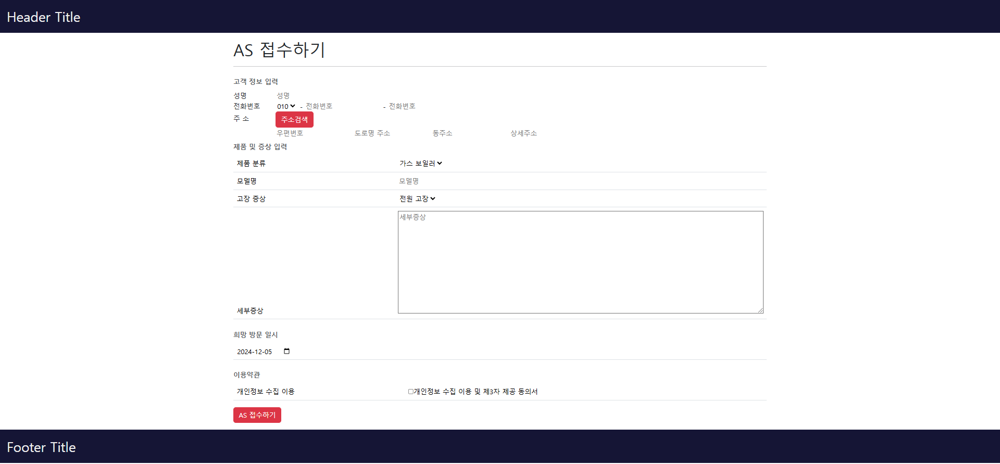 Header Title
AS 접수하기
고객 정보 입력
성명 성명
전화번호 010 - 전화번호 - 전화번호
주 소 주소검색
우편번호 도로명 주소 동주소 상세주소
제품 및 증상 입력
제품 분류 가스 보일러
모델명 모델명
고장 증상 전원 고장
세부증상
세부증상
희망 방문 일시
2024-12-05
이용약관
개인정보 수집 이용 개인정보 수집 이용 및 제3자 제공 동의서
AS 접수하기
Footer Title